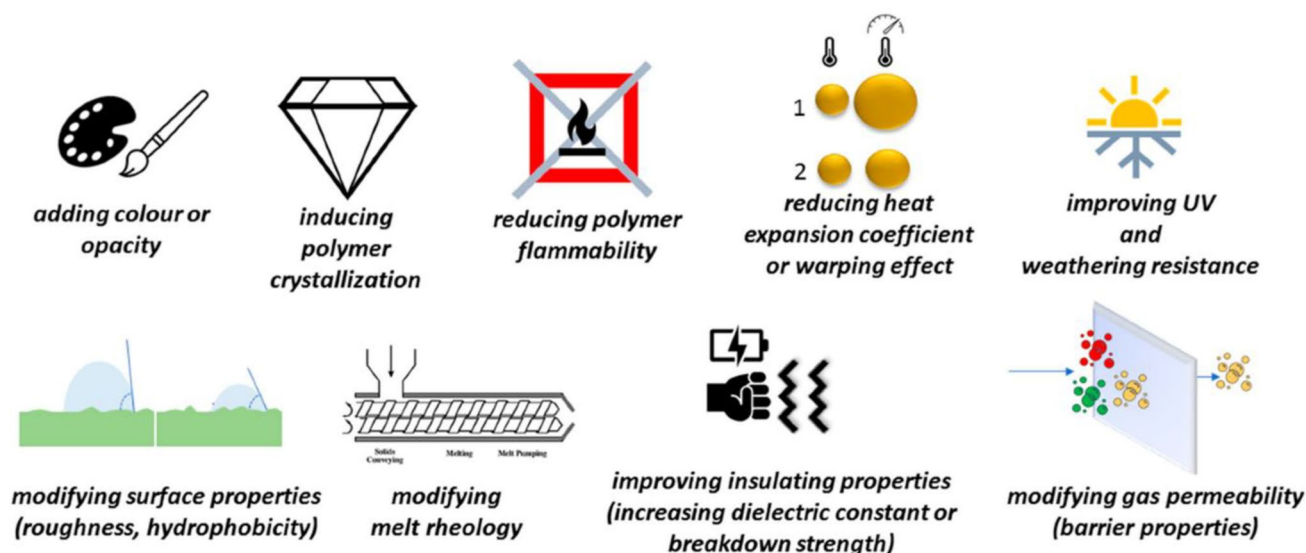 1
2
adding colour or
opacity
inducing
polymer
crystallization
reducing polymer
flammability
reducing heat
expansion coefficient
or warping effect
improving UV
and
weathering resistance
Solids
Conveying
Melting
Melt Pumping
modifying surface properties
(roughness, hydrophobicity)
modifying
melt rheology
improving insulating properties
(increasing dielectric constant or
breakdown strength)
modifying gas permeability
(barrier properties)